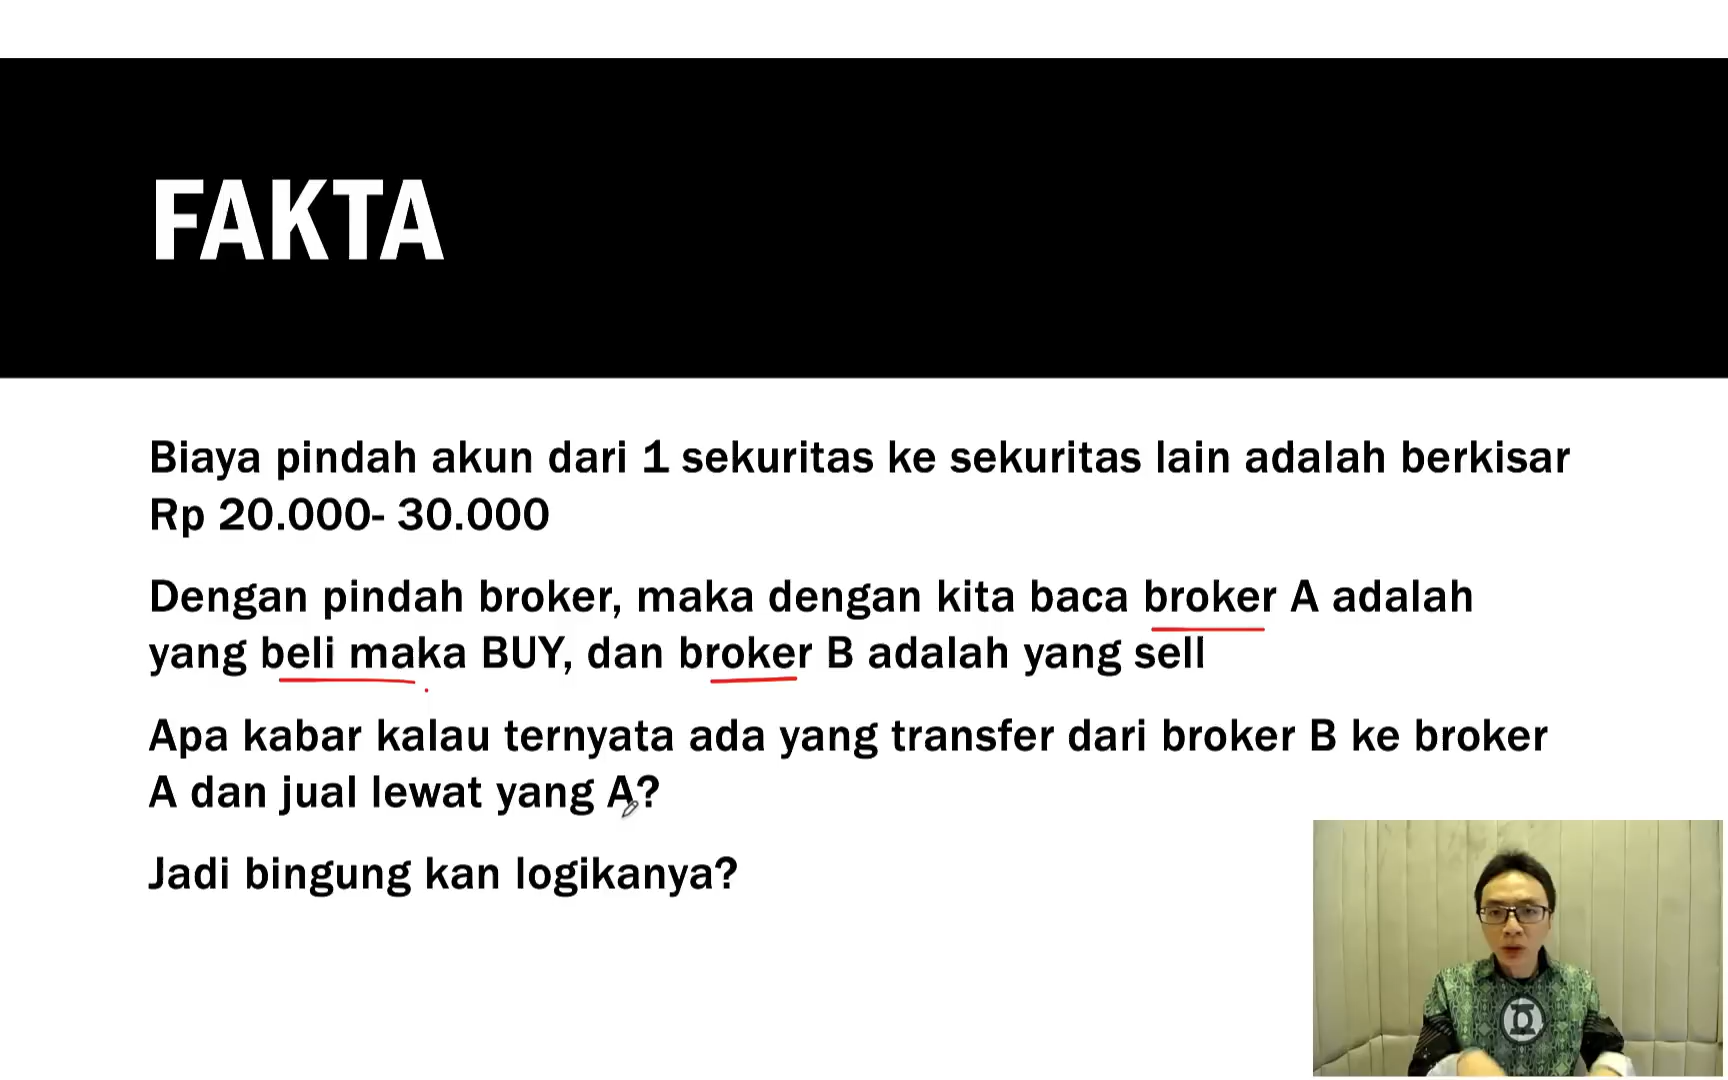 FAKTA
Biaya pindah akun dari 1 sekuritas ke sekuritas lain adalah berkisar
Rp 20.000- 30.000
Dengan pindah broker, maka dengan kita baca broker A adalah
yang beli maka BUY, dan broker B adalah yang sell
Apa kabar kalau ternyata ada yang transfer dari broker B ke broker
A dan jual lewat yang A?
Jadi bingung kan logikanya?